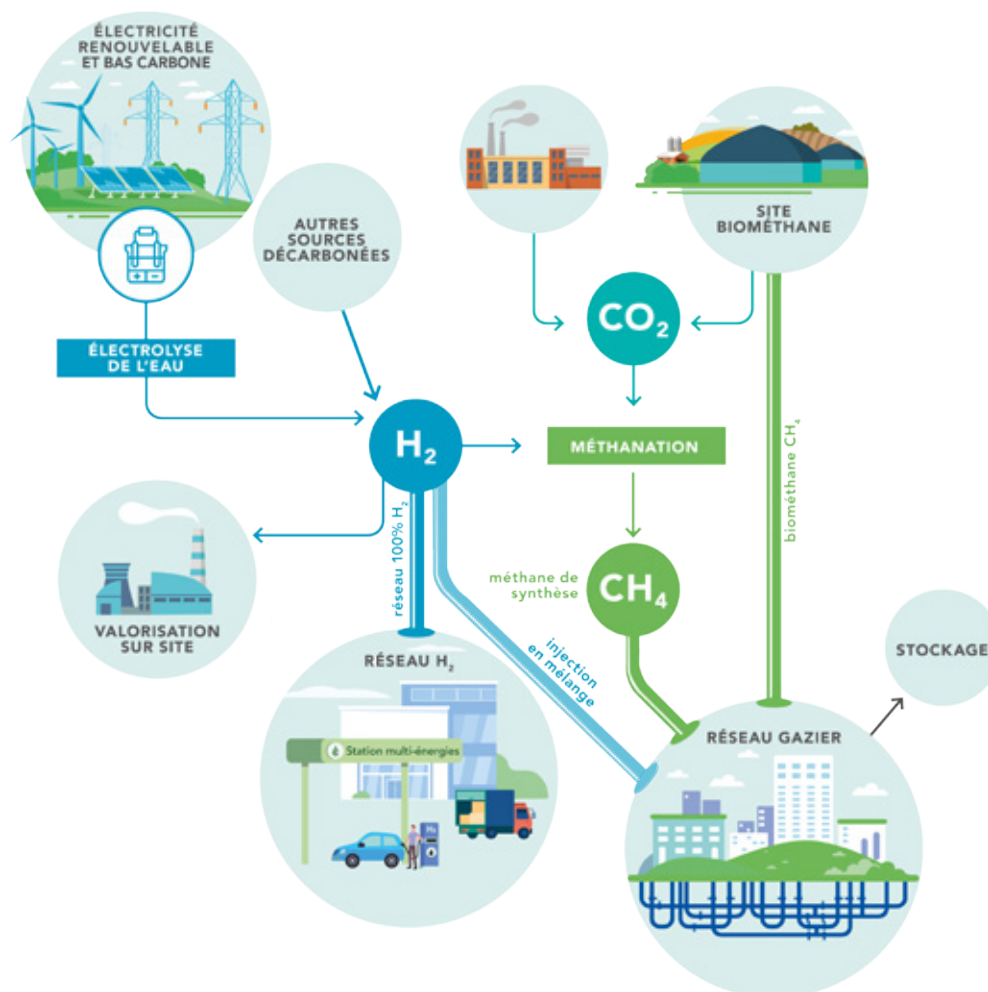 ÉLECTRICITÉ
RENOUVELABLE
ET BAS CARBONE
AUTRES
SOURCES
DÉCARBONÉES
SITE
BIOMÉTHANE
CO₂
ÉLECTROLYSE
DE L'EAU
H₂
MÉTHANATION
biométhane CH₄
réseau 100% H₂
méthane de
synthèse
CH₄
VALORISATION
SUR SITE
injection
en mélange
STOCKAGE
RÉSEAU H₂
Station multi-énergies
H₂
RÉSEAU GAZIER